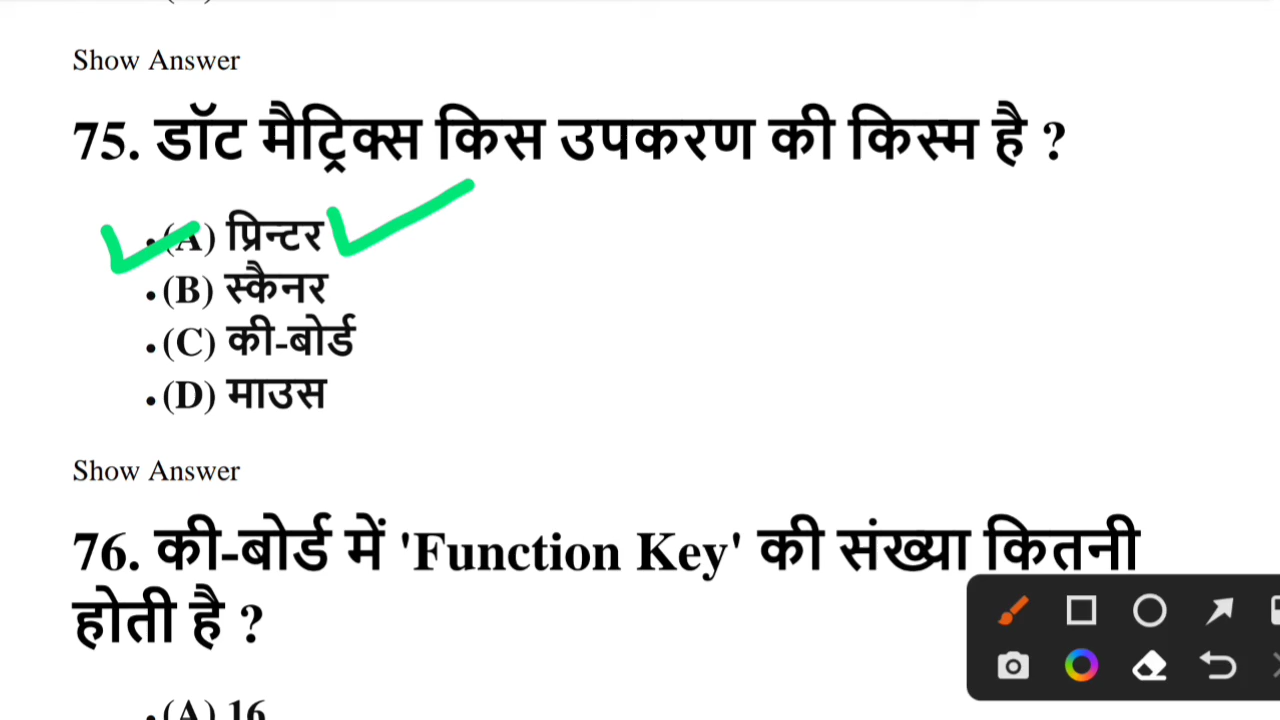 Show Answer
75. डॉट मैट्रिक्स किस उपकरण की किस्म है ?
•(A) प्रिन्टर
•(B) स्कैनर
•(C) की-बोर्ड
•(D) माउस
Show Answer
76. की-बोर्ड में 'Function Key' की संख्या कितनी
होती है ?
•(A) 16